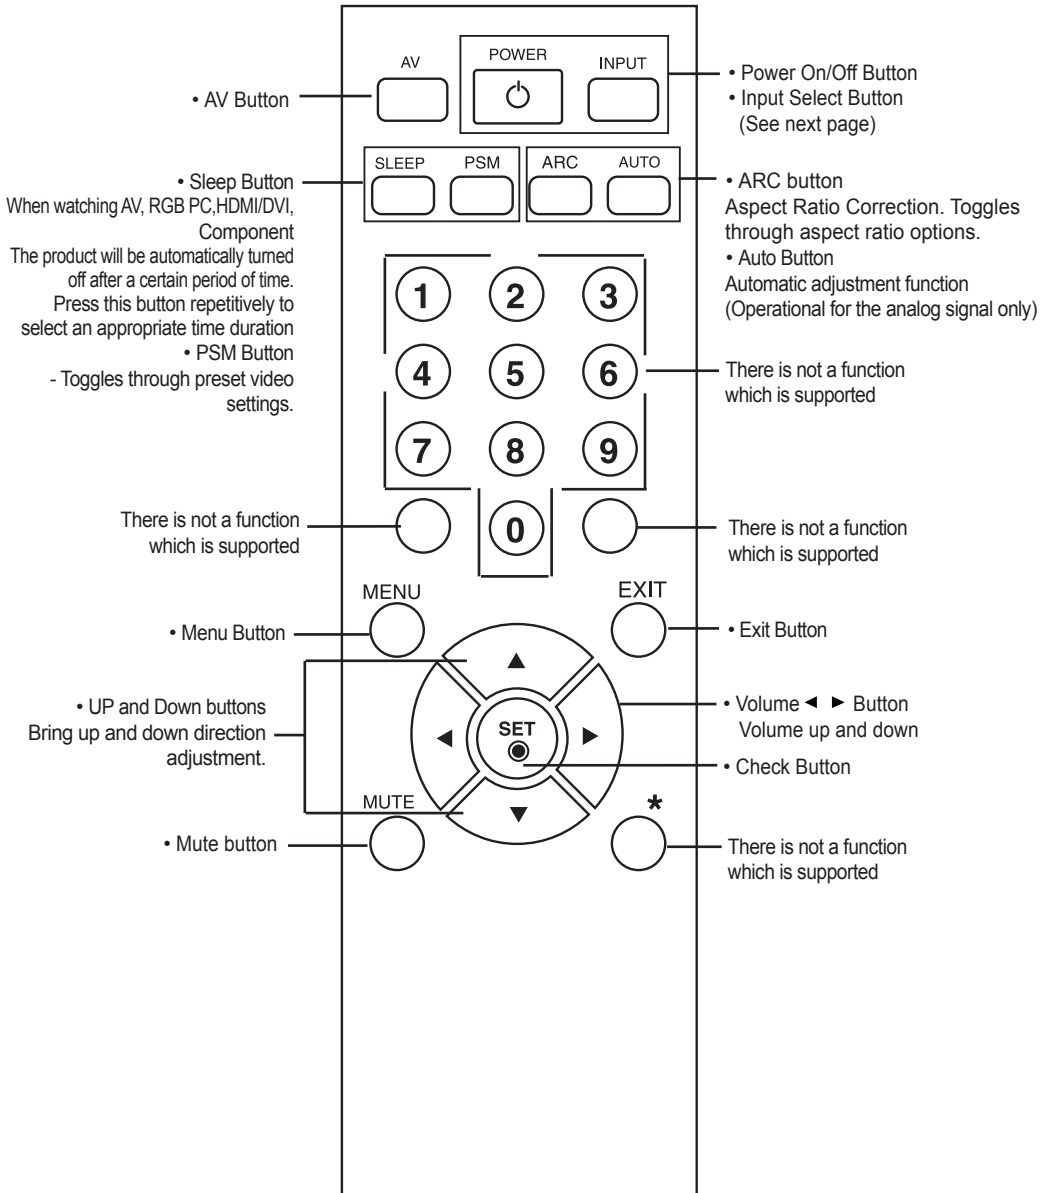 AV
POWER
INPUT
• AV Button
• Power On/Off Button
• Input Select Button
(See next page)
SLEEP
PSM
ARC
AUTO
• Sleep Button
When watching AV, RGB PC,HDMI/DVI,
Component
The product will be automatically turned
off after a certain period of time.
Press this button repetitively to
select an appropriate time duration
• PSM Button
- Toggles through preset video
settings.
• ARC button
Aspect Ratio Correction. Toggles
through aspect ratio options.
• Auto Button
Automatic adjustment function
(Operational for the analog signal only)
1 2 3
4 5 6
There is not a function
which is supported
7 8 9
0
There is not a function
which is supported
There is not a function
which is supported
MENU
EXIT
• Menu Button
• Exit Button
• UP and Down buttons
Bring up and down direction
adjustment.
▲
◄
SET
►
▼
• Volume ◄ ► Button
Volume up and down
• Check Button
MUTE
*
• Mute button
There is not a function
which is supported